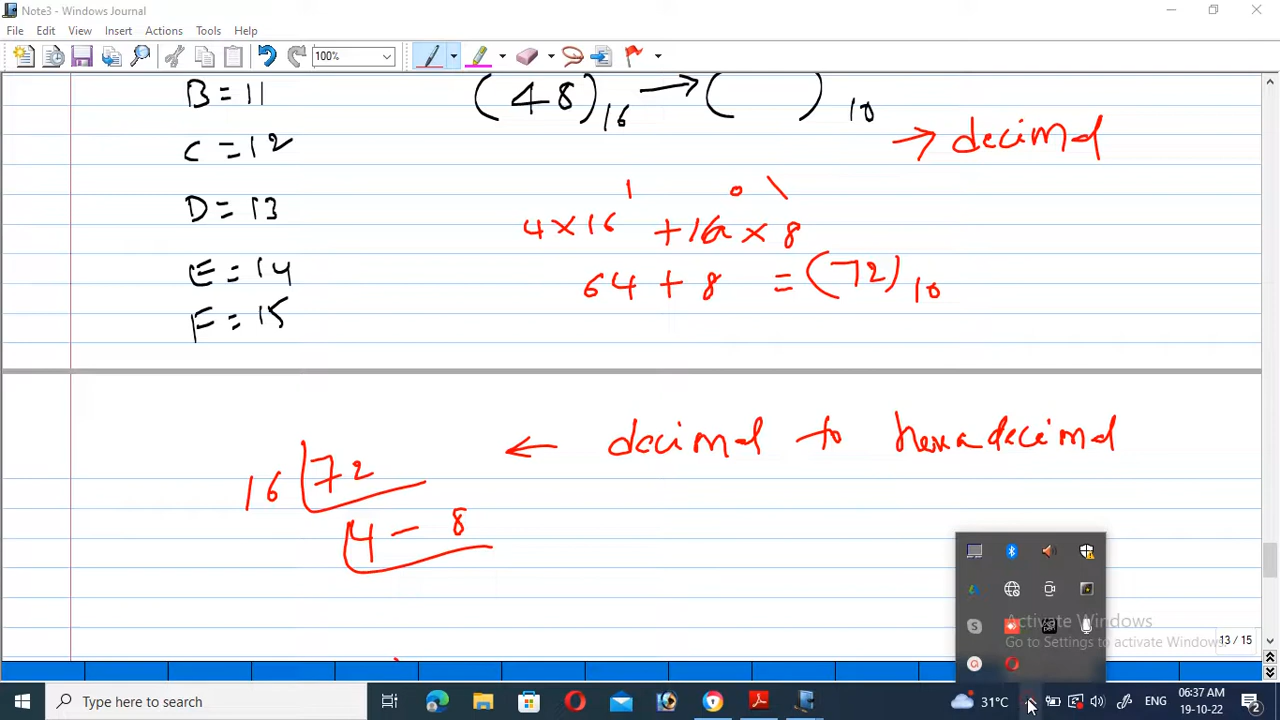 Note3 - Windows Journal
File Edit View Insert Actions Tools Help
100%
B = 11
C = 12
D = 13
E = 14
F = 15
(48)16 → ( )10
→ decimal
4 × 16^1 + 16^0 × 8
64 + 8 = (72)10
← decimal to hexadecimal
16 72
4 - 8
Activate Windows
Go to Settings to activate Windows.
13 / 15
Type here to search
31°C
ENG
06:37 AM
19-10-22
2